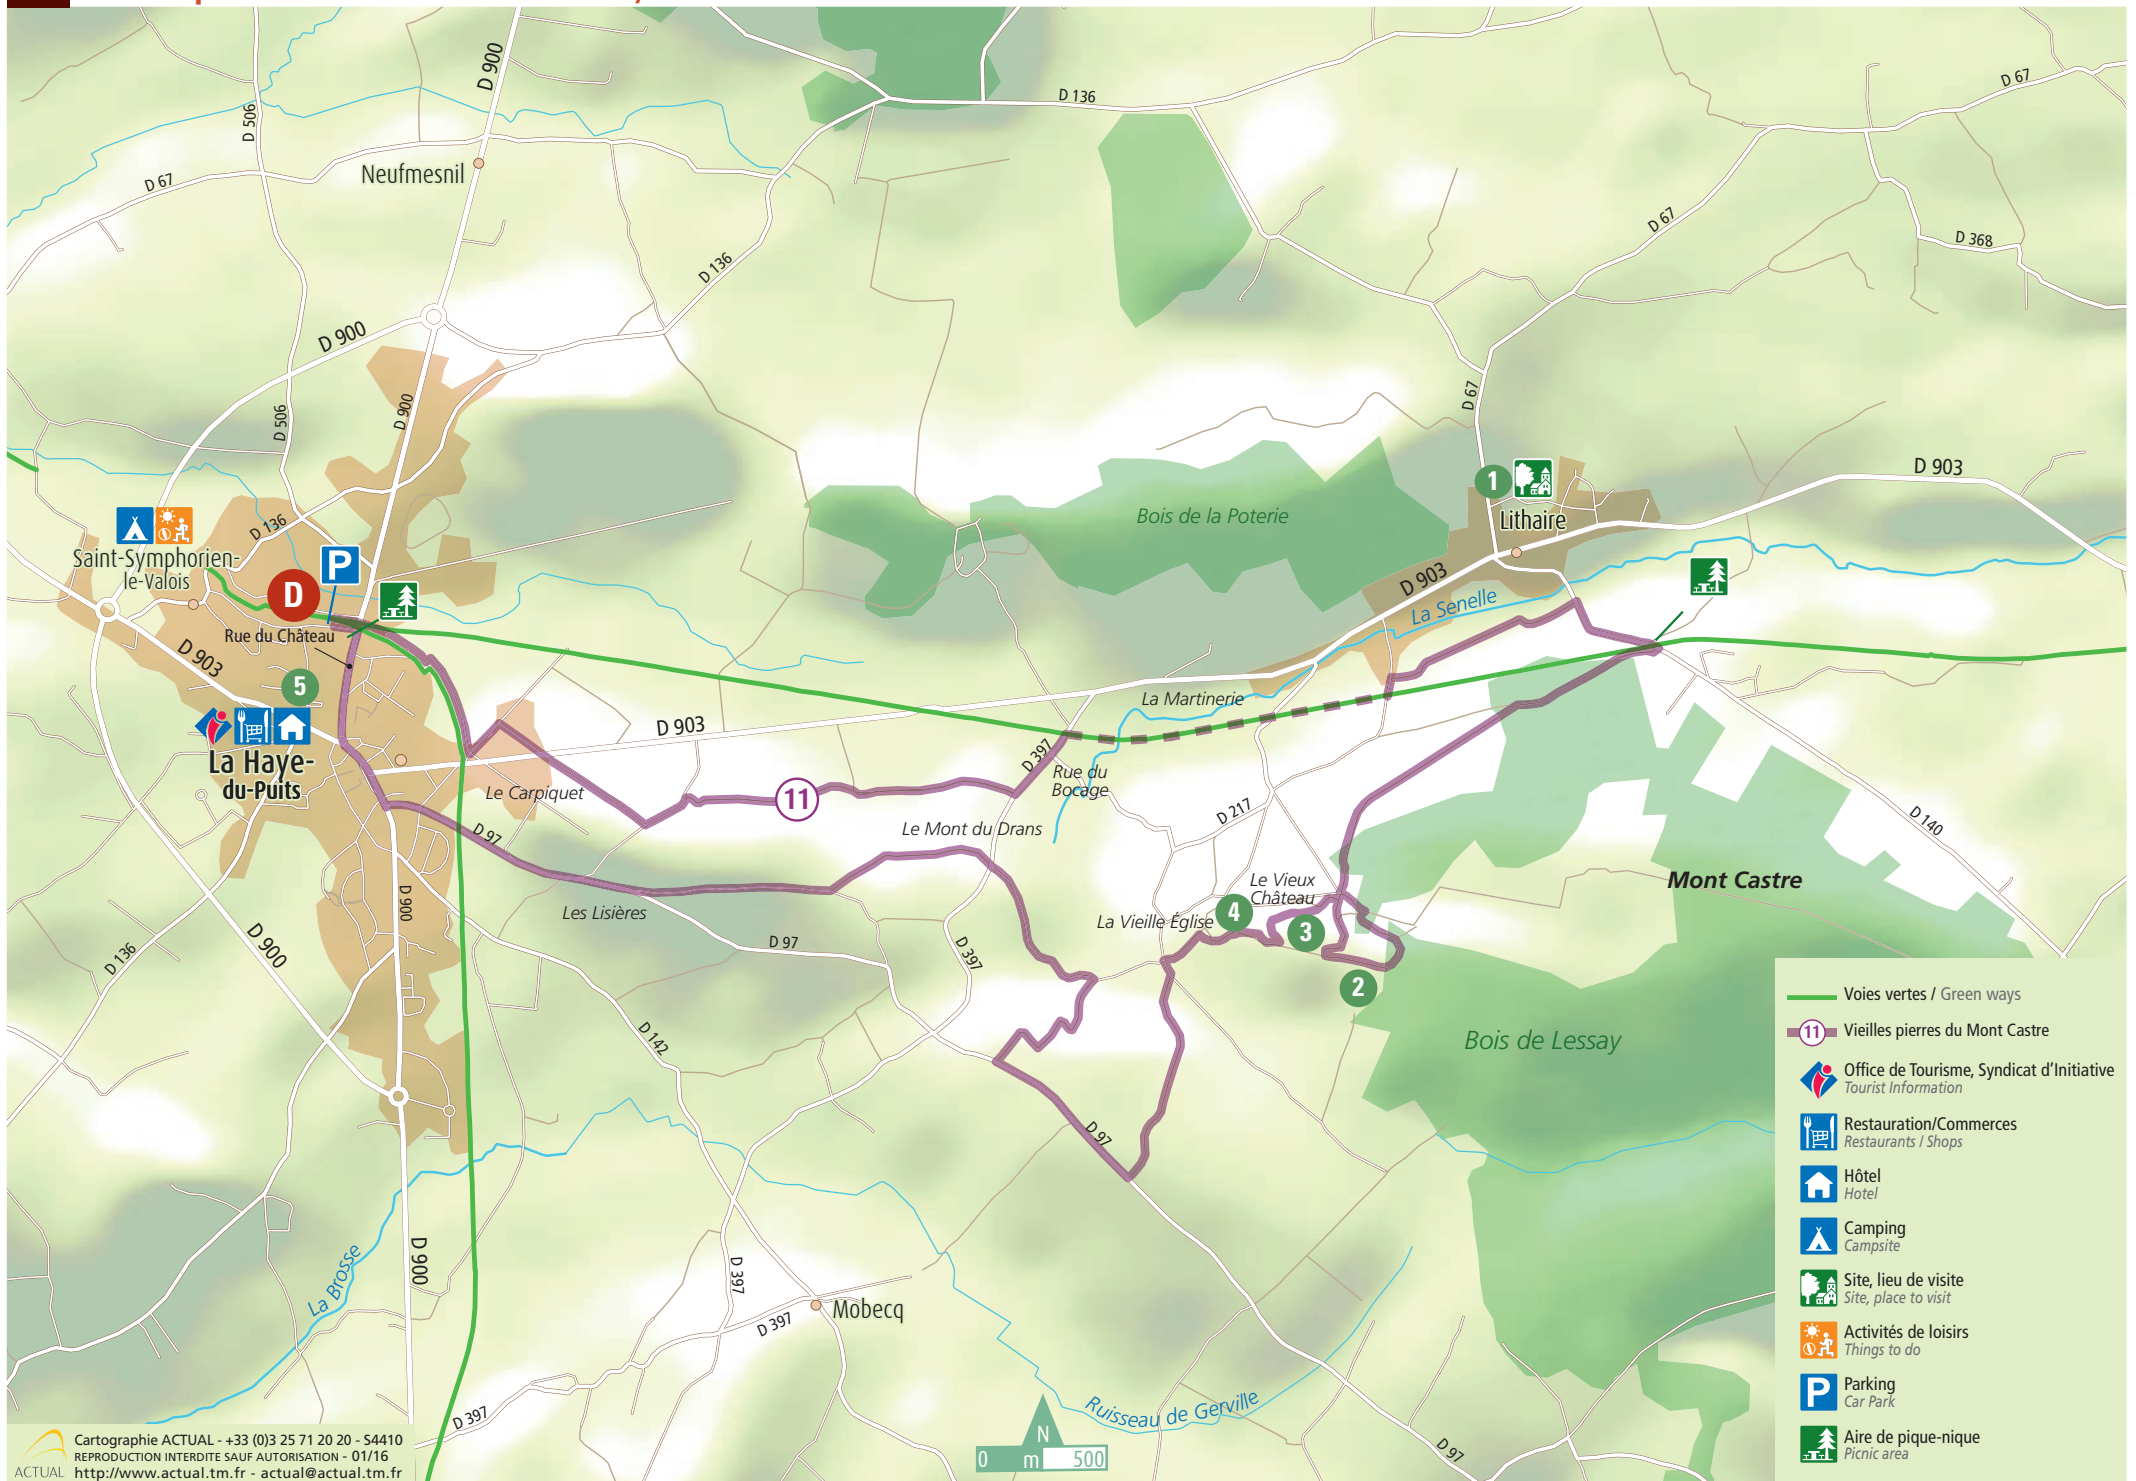 D 900
D 506
D 136
D 67
Neufmesnil
D 67
D 67
D 368
D 136
D 900
D 506
D 900
D 67
D 903
1
Lithaire
Bois de la Poterie
D 136
Saint-Symphorien-
le-Valois
P
D
Rue du Château
D 903
5
La Haye-
du-Puits
D 903
La Senelle
La Martinerie
D 903
D 397
Rue du
Bocage
Le Carpiquet
11
Le Mont du Drans
D 217
D 140
D 97
Le Vieux
Château
Mont Castre
4
La Vieille Église
3
2
Les Lisières
D 900
D 97
D 397
D 136
D 900
D 142
Bois de Lessay
D 97
La Brosse
D 900
D 397
D 397
Mobecq
D 397
Ruisseau de Gerville
D 97
N
0 m 500
Voies vertes / Green ways
11 Vieilles pierres du Mont Castre
Office de Tourisme, Syndicat d'Initiative
Tourist Information
Restauration/Commerces
Restaurants / Shops
Hôtel
Hotel
Camping
Campsite
Site, lieu de visite
Site, place to visit
Activités de loisirs
Things to do
P Parking
Car Park
Aire de pique-nique
Picnic area
ACTUAL
Cartographie ACTUAL - +33 (0)3 25 71 20 20 - S4410
REPRODUCTION INTERDITE SAUF AUTORISATION - 01/16
http://www.actual.tm.fr - actual@actual.tm.fr